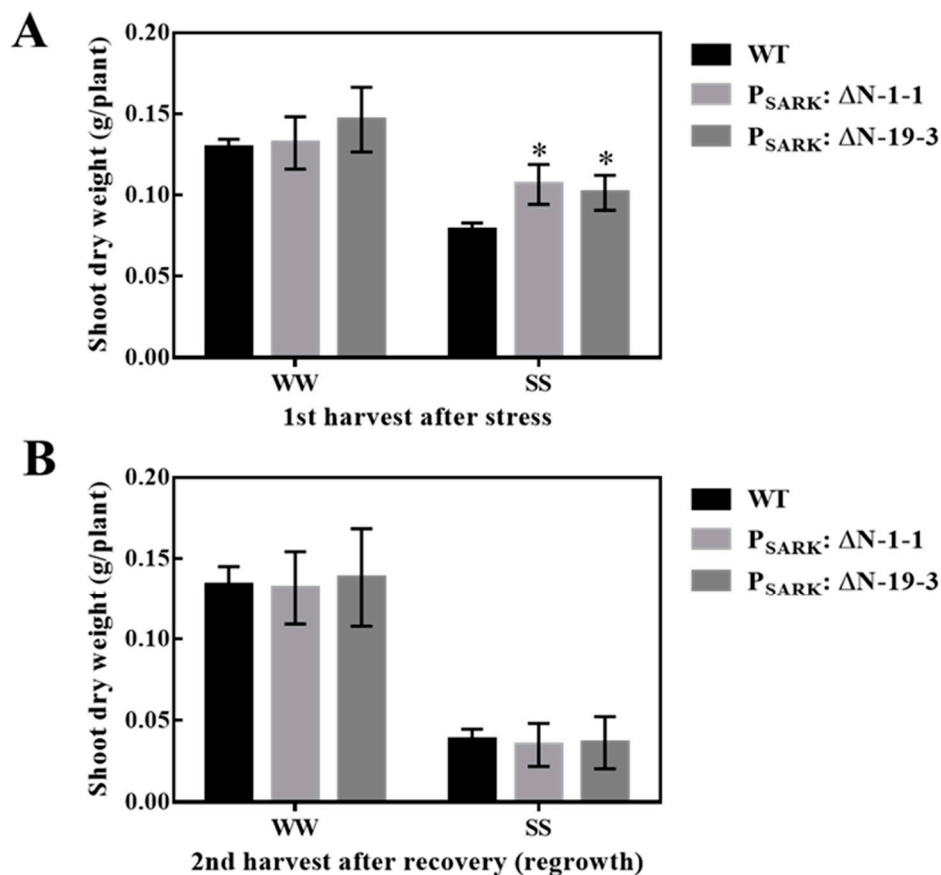 A
Shoot dry weight (g/plant)
0.20
0.15
0.10
0.05
0.00
* *
WW SS
1st harvest after stress
WT
PSARK: ΔN-1-1
PSARK: ΔN-19-3
B
Shoot dry weight (g/plant)
0.20
0.15
0.10
0.05
0.00
WW SS
2nd harvest after recovery (regrowth)
WT
PSARK: ΔN-1-1
PSARK: ΔN-19-3